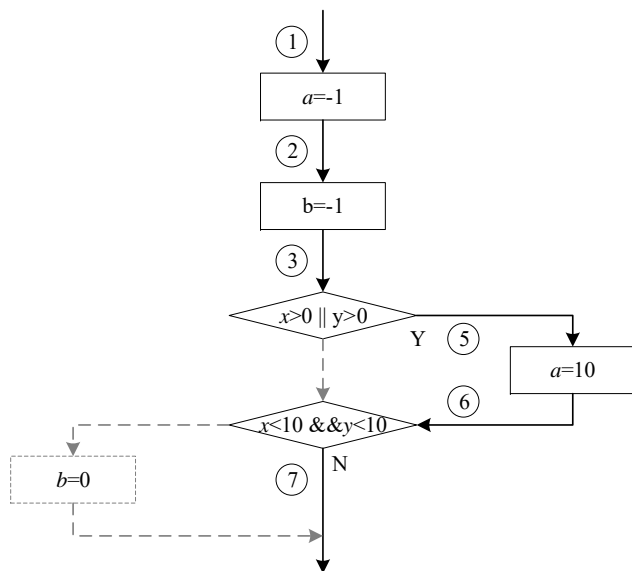 ①
a=-1
②
b=-1
③
x>0 || y>0
Y
⑤
a=10
⑥
x<10 &&y<10
N
⑦
b=0